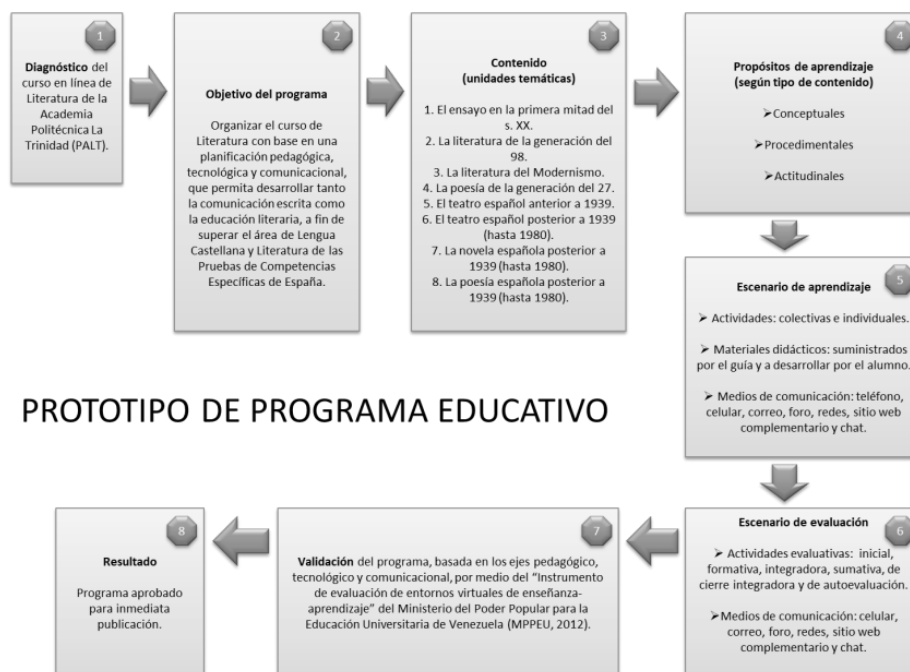 1
Diagnóstico del
curso en línea de
Literatura de la
Academia
Politécnica La
Trinidad (PALT).
2
Objetivo del programa
Organizar el curso de
Literatura con base en una
planificación pedagógica,
tecnológica y comunicacional,
que permita desarrollar tanto
la comunicación escrita como
la educación literaria, a fin de
superar el área de Lengua
Castellana y Literatura de las
Pruebas de Competencias
Específicas de España.
3
Contenido
(unidades temáticas)
1. El ensayo en la primera mitad del
s. XX.
2. La literatura de la generación del
98.
3. La literatura del Modernismo.
4. La poesía de la generación del 27.
5. El teatro español anterior a 1939.
6. El teatro español posterior a 1939
(hasta 1980).
7. La novela española posterior a
1939 (hasta 1980).
8. La poesía española posterior a
1939 (hasta 1980).
4
Propósitos de aprendizaje
(según tipo de contenido)
➢Conceptuales
➢Procedimentales
➢Actitudinales
5
Escenario de aprendizaje
➢ Actividades: colectivas e individuales.
➢ Materiales didácticos: suministrados
por el guía y a desarrollar por el alumno.
➢ Medios de comunicación: teléfono,
celular, correo, foro, redes, sitio web
complementario y chat.
PROTOTIPO DE PROGRAMA EDUCATIVO
6
Escenario de evaluación
➢ Actividades evaluativas: inicial,
formativa, integradora, sumativa, de
cierre integradora y de autoevaluación.
➢Medios de comunicación: celular,
correo, foro, redes, sitio web
complementario y chat.
7
Validación del programa, basada en los ejes pedagógico,
tecnológico y comunicacional, por medio del “Instrumento
de evaluación de entornos virtuales de enseñanza-
aprendizaje” del Ministerio del Poder Popular para la
Educación Universitaria de Venezuela (MPPEU, 2012).
8
Resultado
Programa aprobado
para inmediata
publicación.